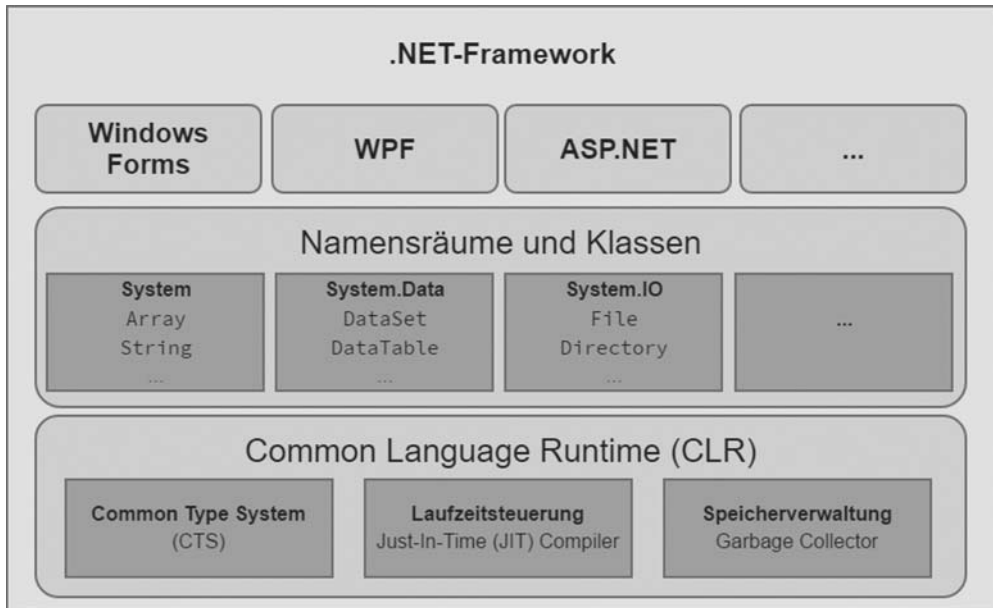 .NET-Framework
Windows
Forms
WPF
ASP.NET
...
Namensräume und Klassen
System
Array
String
...
System.Data
DataSet
DataTable
...
System.IO
File
Directory
...
...
Common Language Runtime (CLR)
Common Type System
(CTS)
Laufzeitsteuerung
Just-In-Time (JIT) Compiler
Speicherverwaltung
Garbage Collector